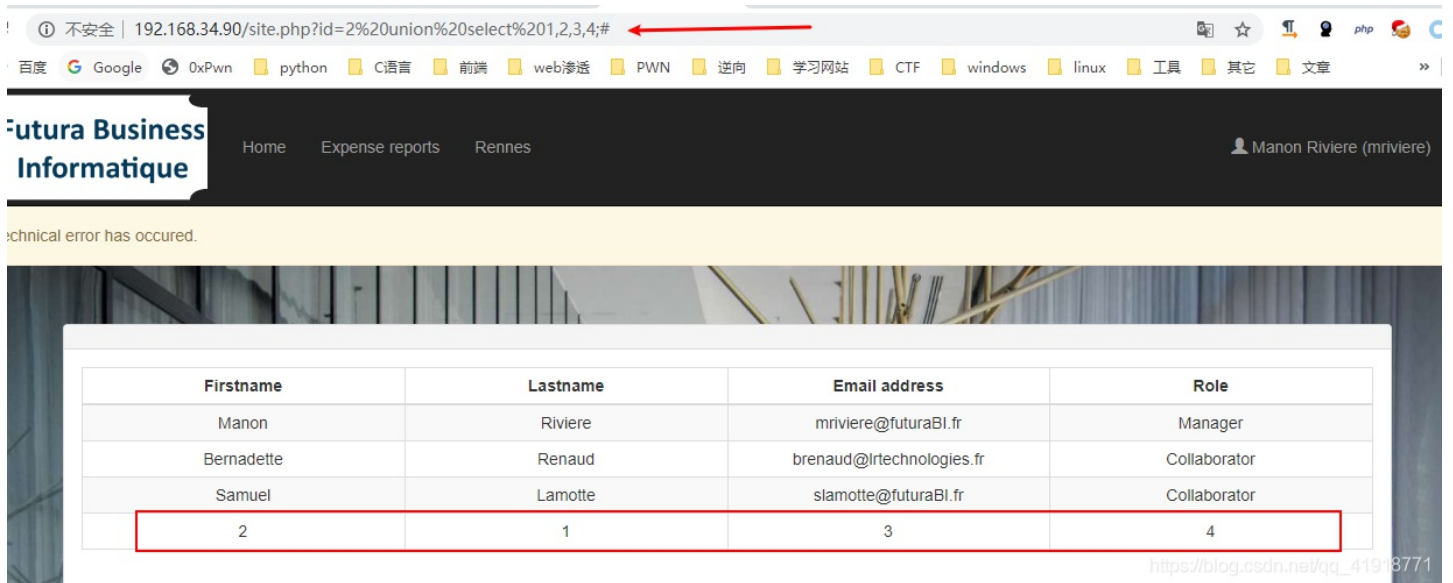 不安全 | 192.168.34.90/site.php?id=2%20union%20select%201,2,3,4;#
php
百度 Google 0xPwn python C语言 前端 web渗透 PWN 逆向 学习网站 CTF windows linux 工具 其它 文章 »
Futura Business
Informatique
Home Expense reports Rennes Manon Riviere (mriviere)
echnical error has occured.
Firstname Lastname Email address Role
Manon Riviere mriviere@futuraBI.fr Manager
Bernadette Renaud brenaud@lrtechnologies.fr Collaborator
Samuel Lamotte slamotte@futuraBI.fr Collaborator
2 1 3 4
https://blog.csdn.net/qq_41918771